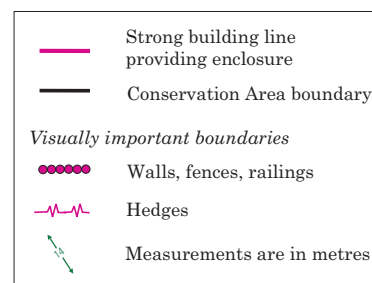 Strong building line
providing enclosure
Conservation Area boundary
Visually important boundaries
Walls, fences, railings
Hedges
14
Measurements are in metres